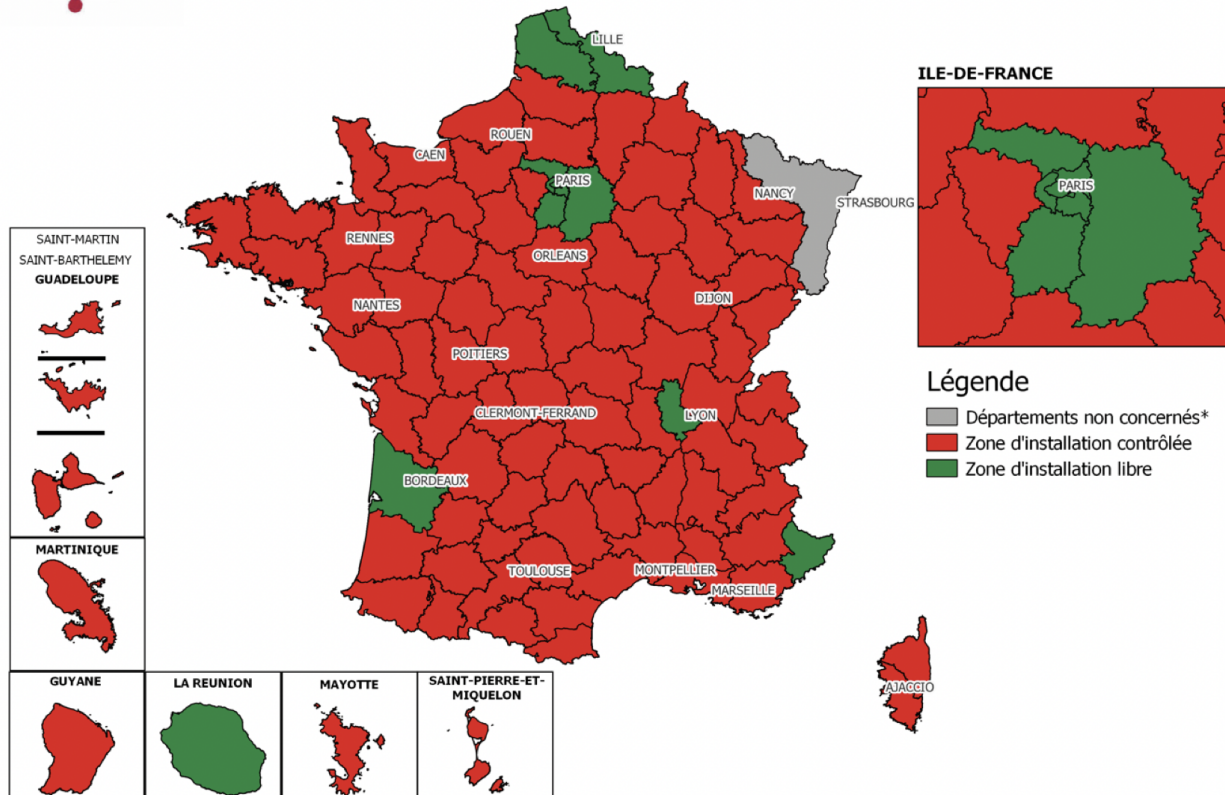 LILLE
ILE-DE-FRANCE
ROUEN
CAEN
PARIS
PARIS
NANCY
STRASBOURG
RENNES
ORLEANS
SAINT-MARTIN
SAINT-BARTHELEMY
GUADELOUPE
NANTES
DIJON
POITIERS
Légende
CLERMONT-FERRAND
LYON
Départements non concernés*
Zone d'installation contrôlée
Zone d'installation libre
BORDEAUX
MARTINIQUE
TOULOUSE
MONTPELLIER
MARSEILLE
GUYANE
LA REUNION
MAYOTTE
SAINT-PIERRE-ET-
MIQUELON
AJACCIO